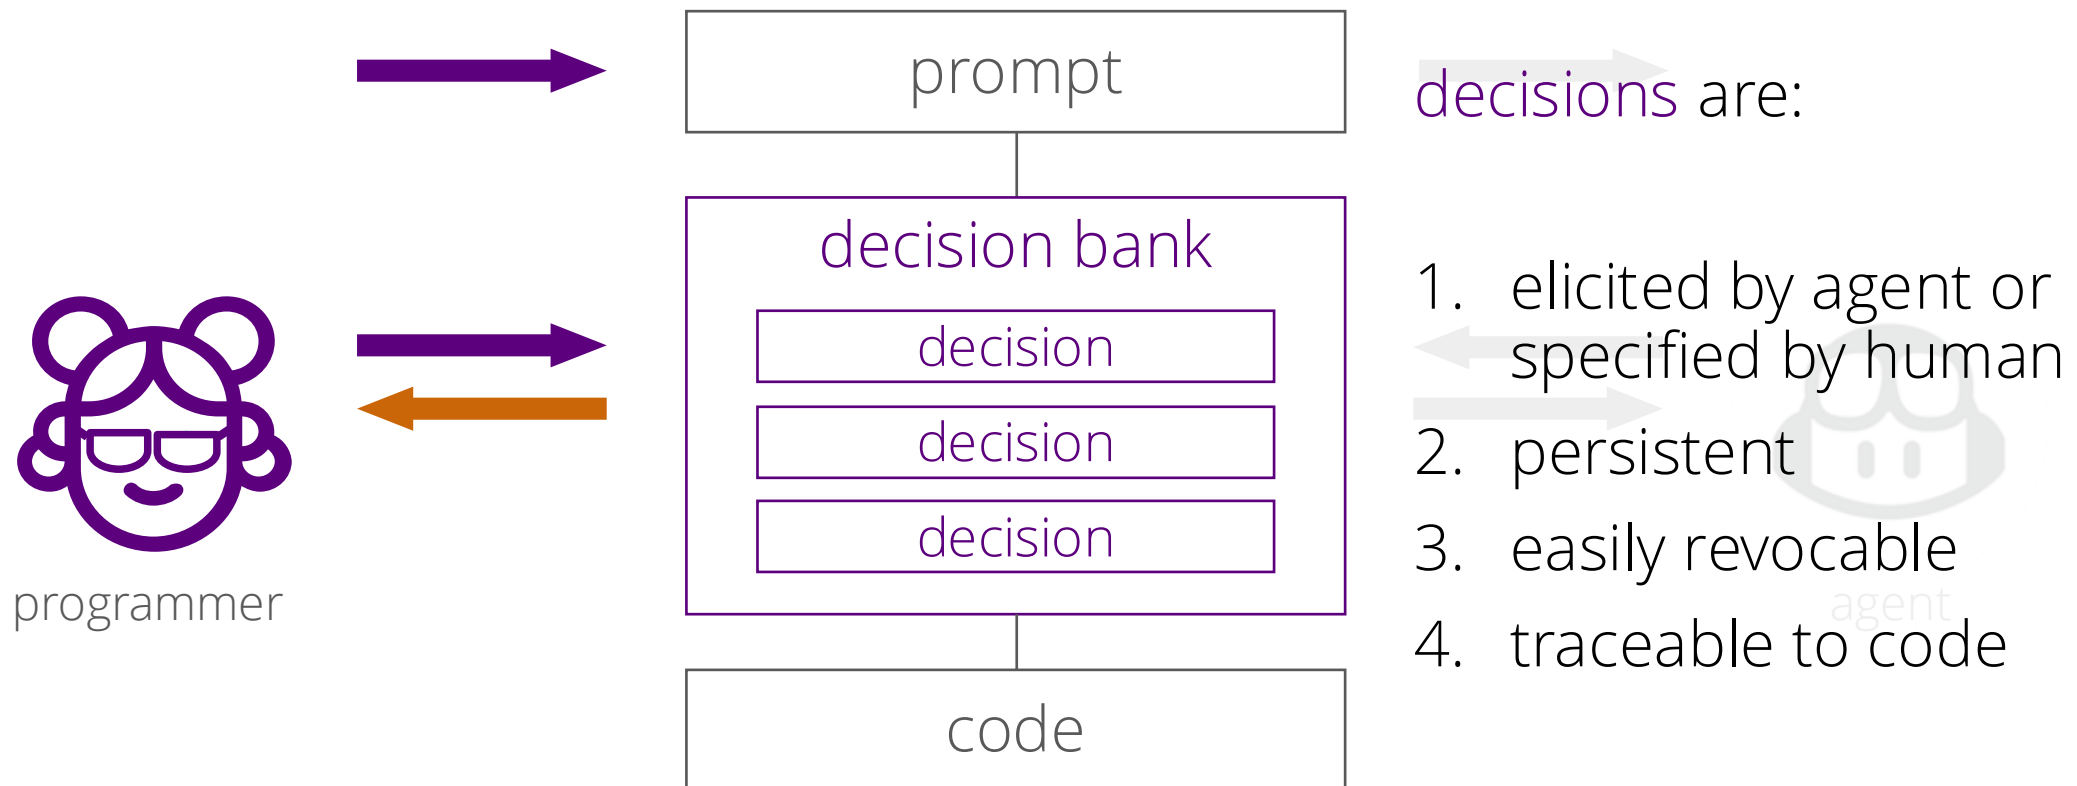 prompt
decisions are:
decision bank
decision
decision
decision
1. elicited by agent or
specified by human
2. persistent
3. easily revocable
4. traceable to code
programmer
agent
code